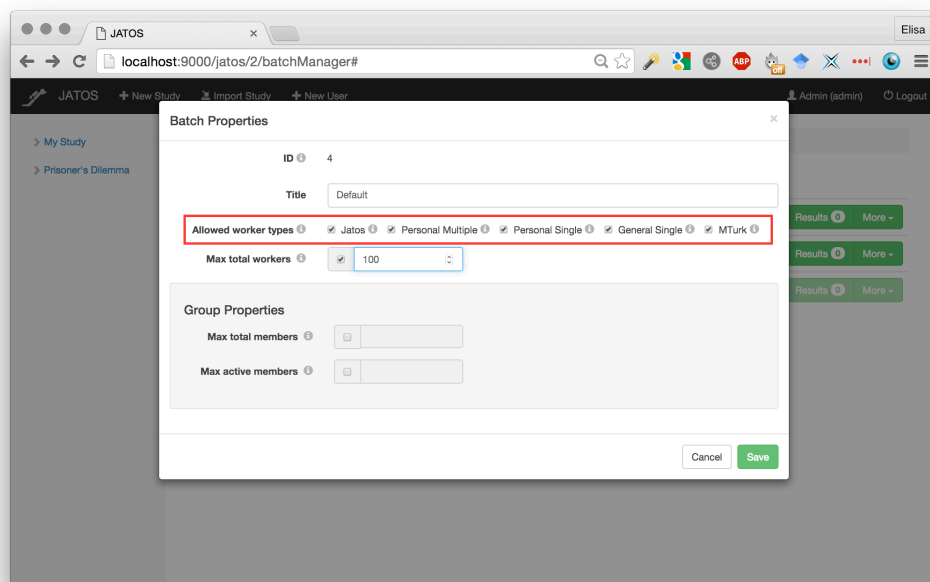 JATOS
Elisa
localhost:9000/jatos/2/batchManager#
ABP
off
JATOS + New Study Import Study + New User Admin (admin) Logout
Batch Properties ×
My Study
Prisoner's Dilemma
ID 4
Title Default
Allowed worker types Jatos Personal Multiple Personal Single General Single MTurk
Results 0 More
Max total workers 100
Results 0 More
Results 0 More
Group Properties
Max total members
Max active members
Cancel Save